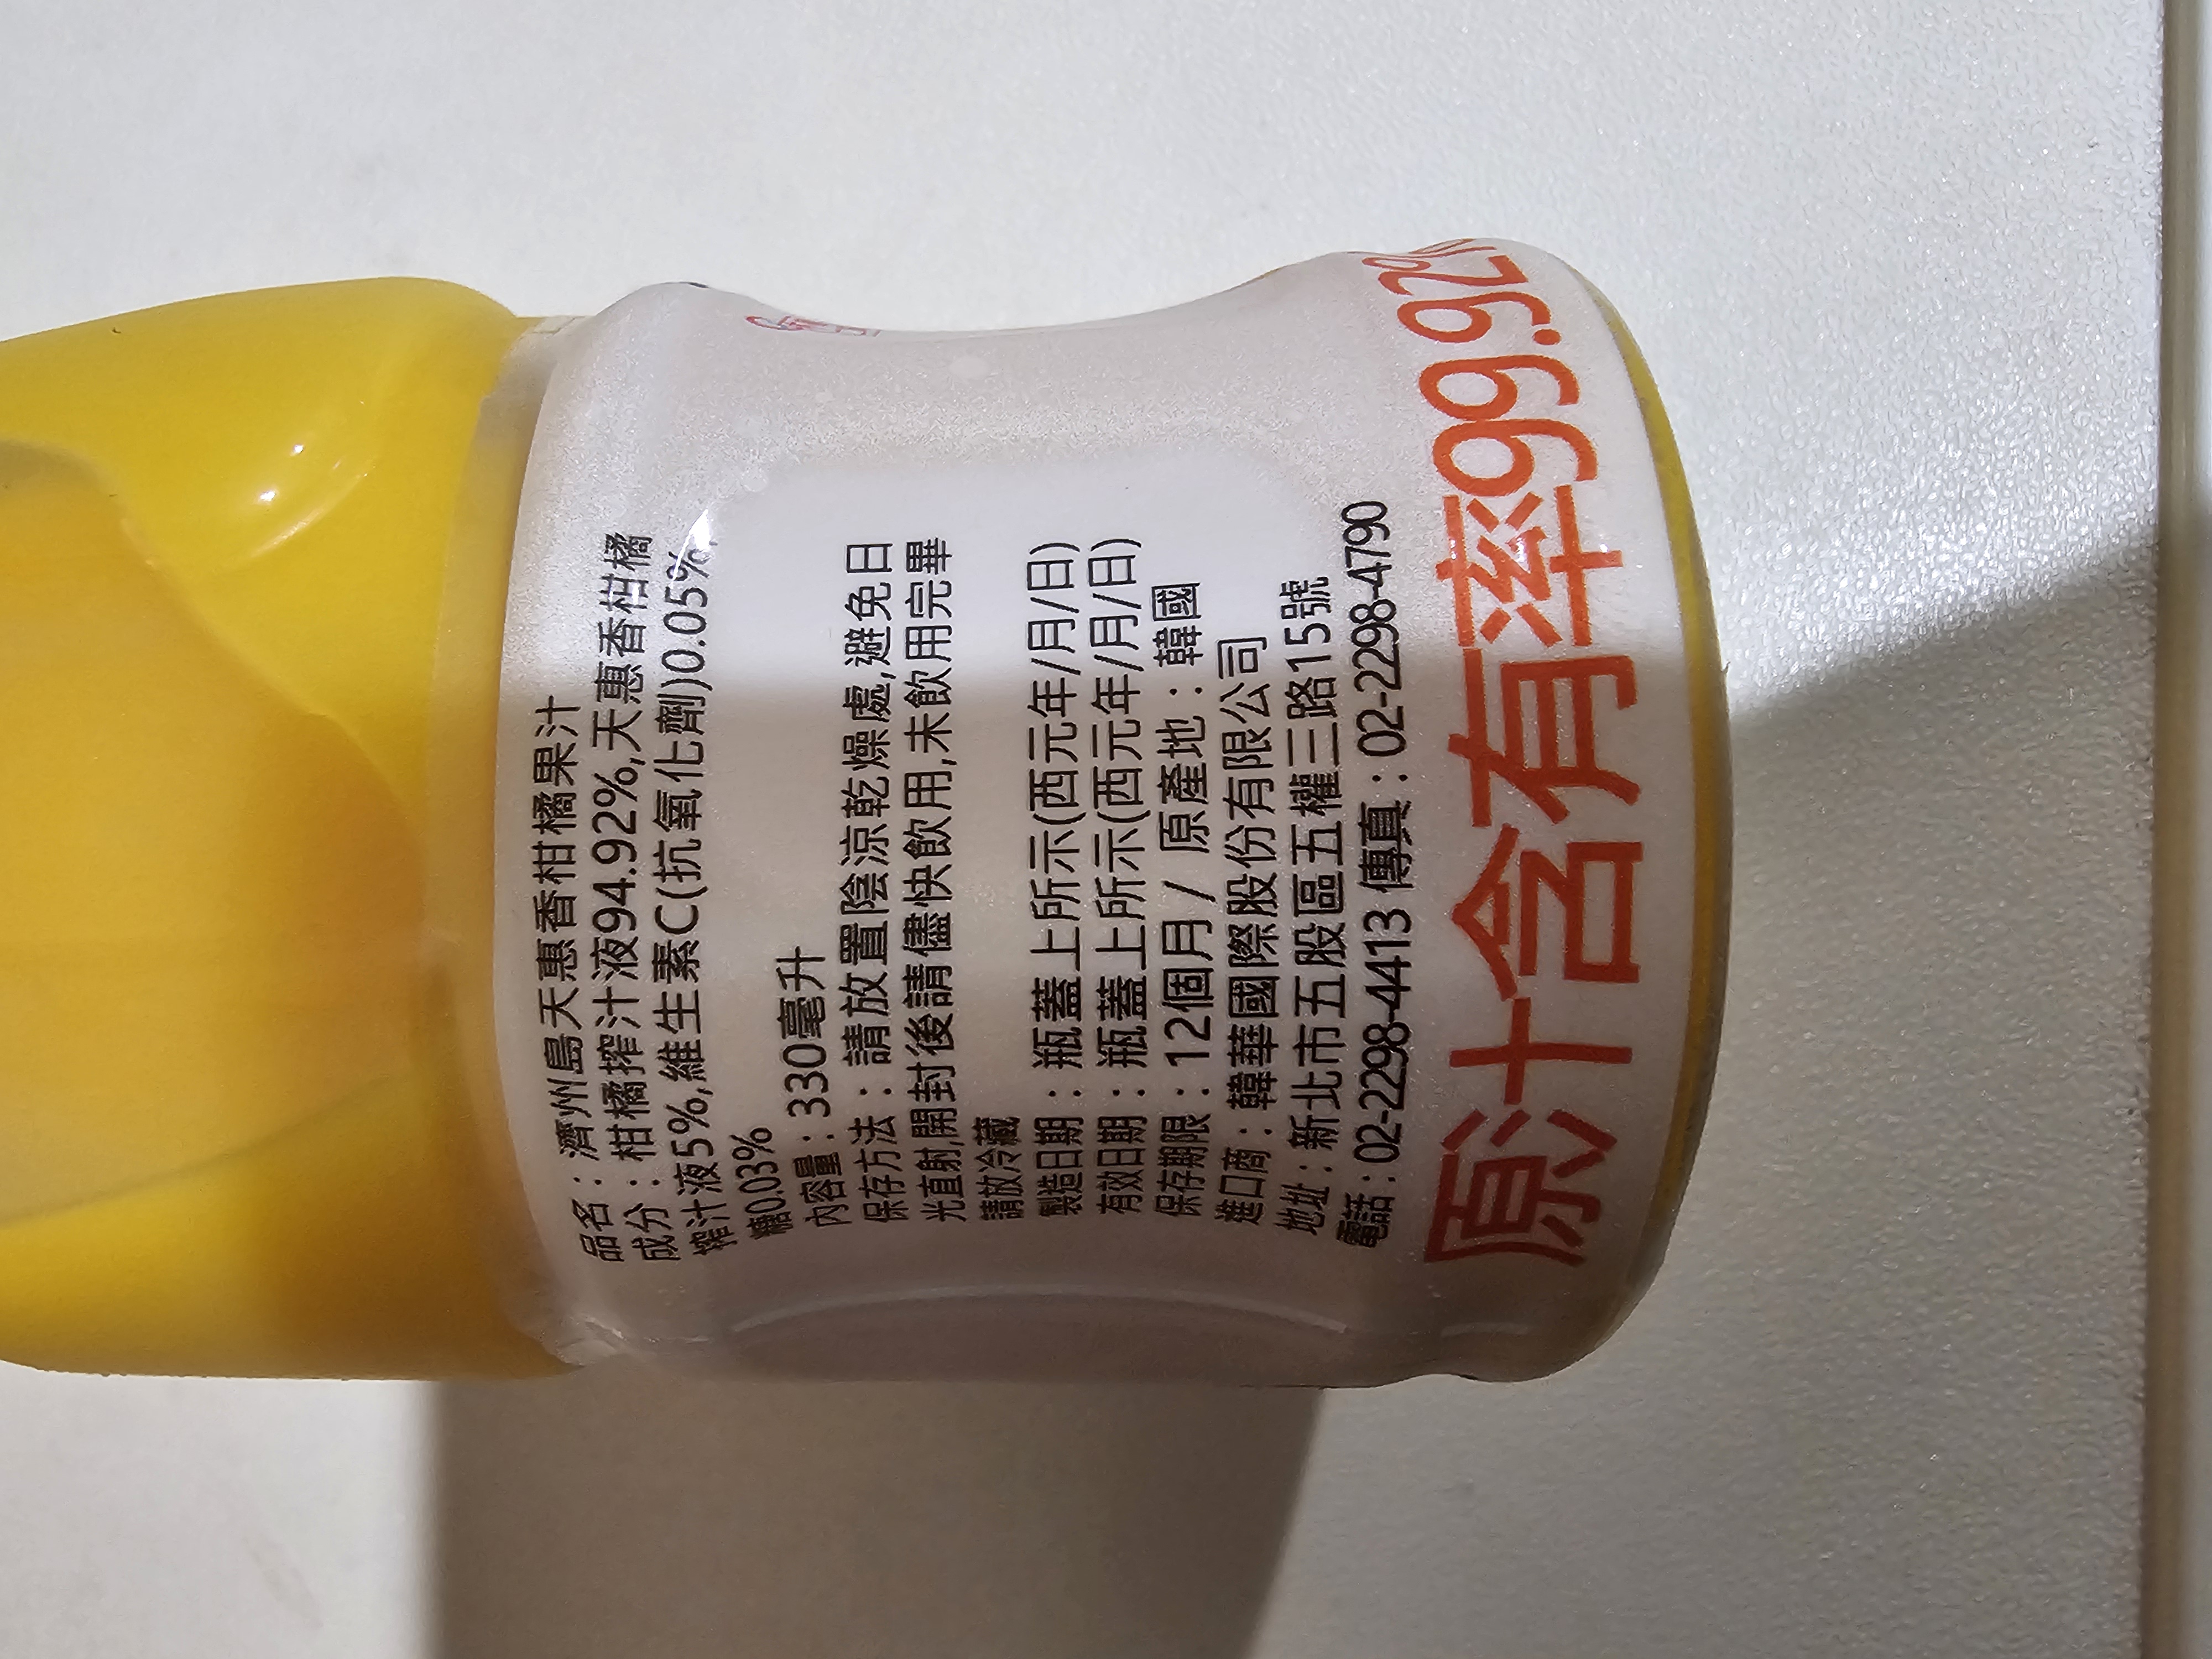 品名：濟州島天惠香柑橘果汁
成分：柑橘搾汁液94.92%,天惠香柑橘
搾汁液5%,維生素C(抗氧化劑)0.05%,
糖0.03%
內容量：330毫升
保存方法：請放置陰涼乾燥處,避免日
光直射,開封後請儘快飲用,未飲用完畢
請放冷藏
製造日期：瓶蓋上所示(西元年/月/日)
有效日期：瓶蓋上所示(西元年/月/日)
保存期限：12個月 / 原產地：韓國
進口商：韓華國際股份有限公司
地址：新北市五股區五權三路15號
電話：02-2298-4413 傳真：02-2298-4790
原汁含有率99.92%